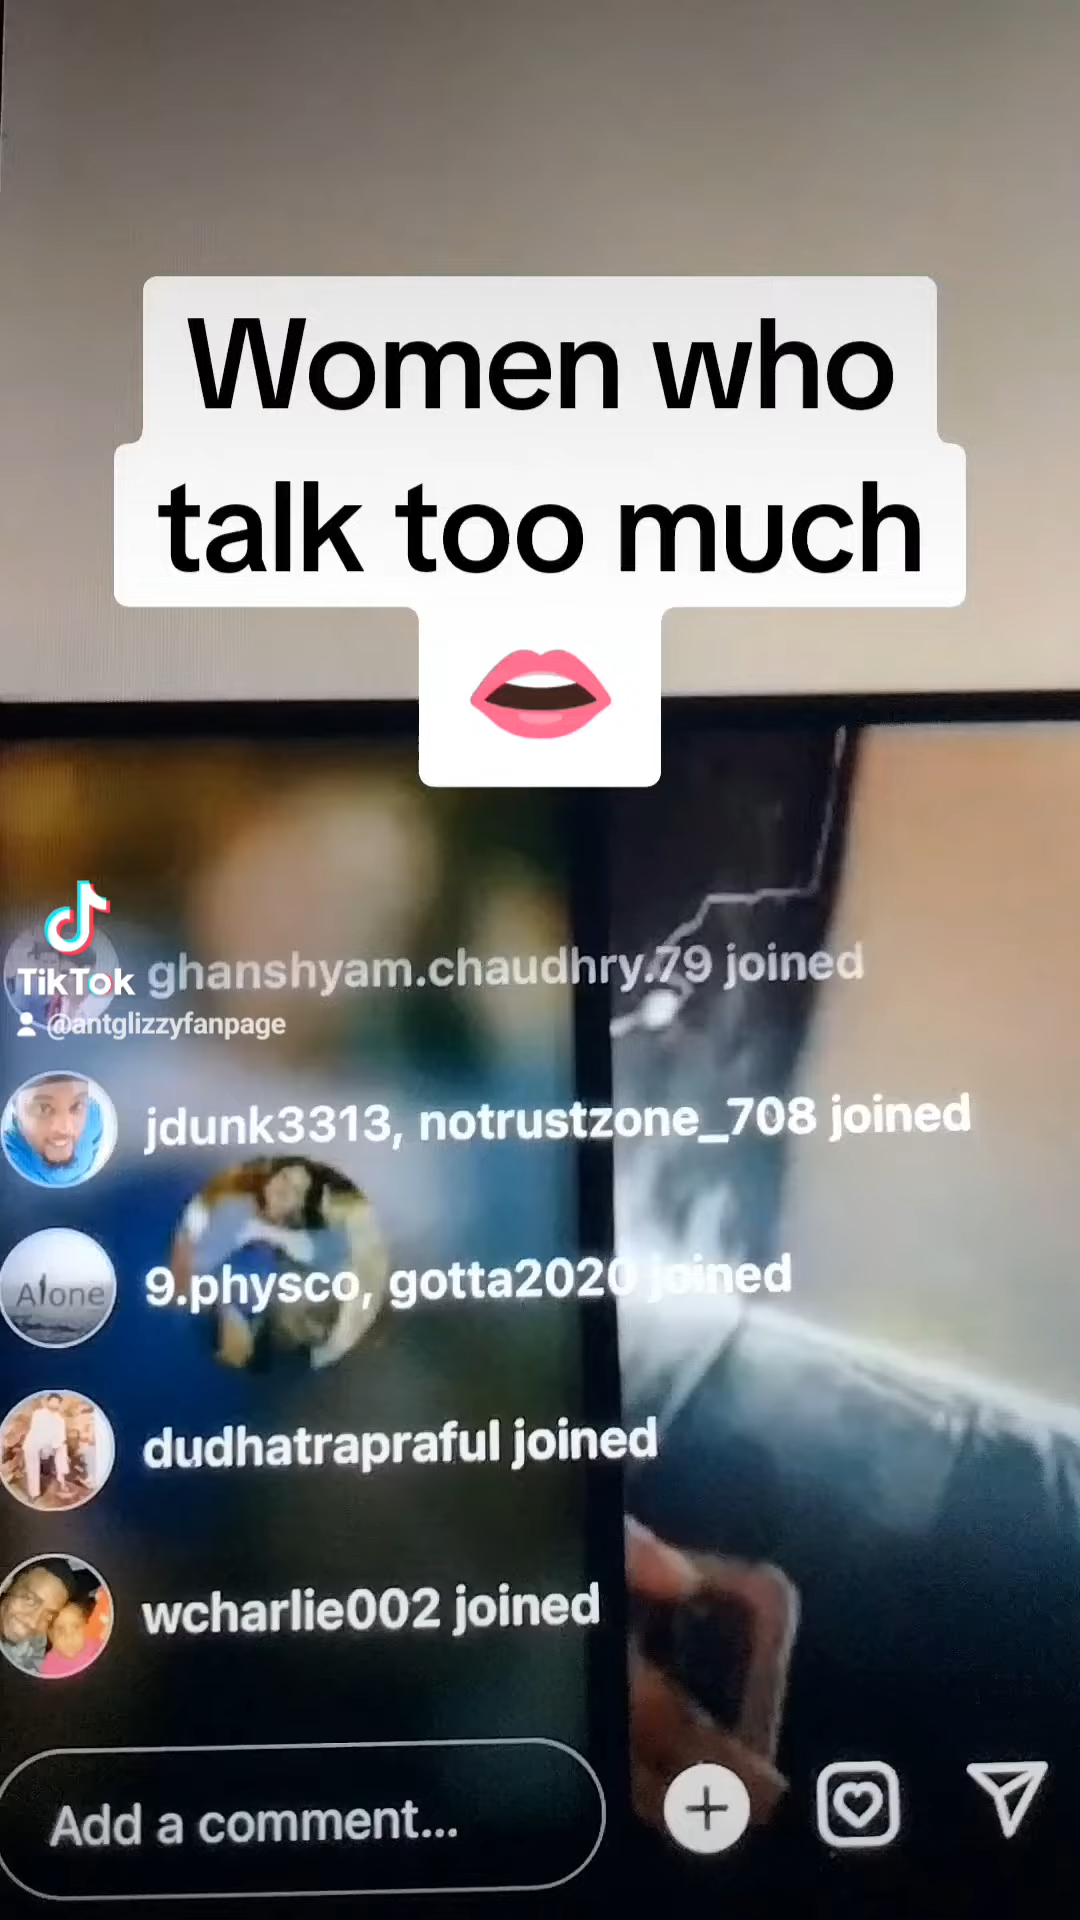 Women who
talk too much
TikTok
@antglizzyfanpage
ghanshyam.chaudhry.79 joined
jdunk3313, notrustzone_708 joined
Alone
9.physco, gotta2020 joined
dudhatrapraful joined
wcharlie002 joined
Add a comment...